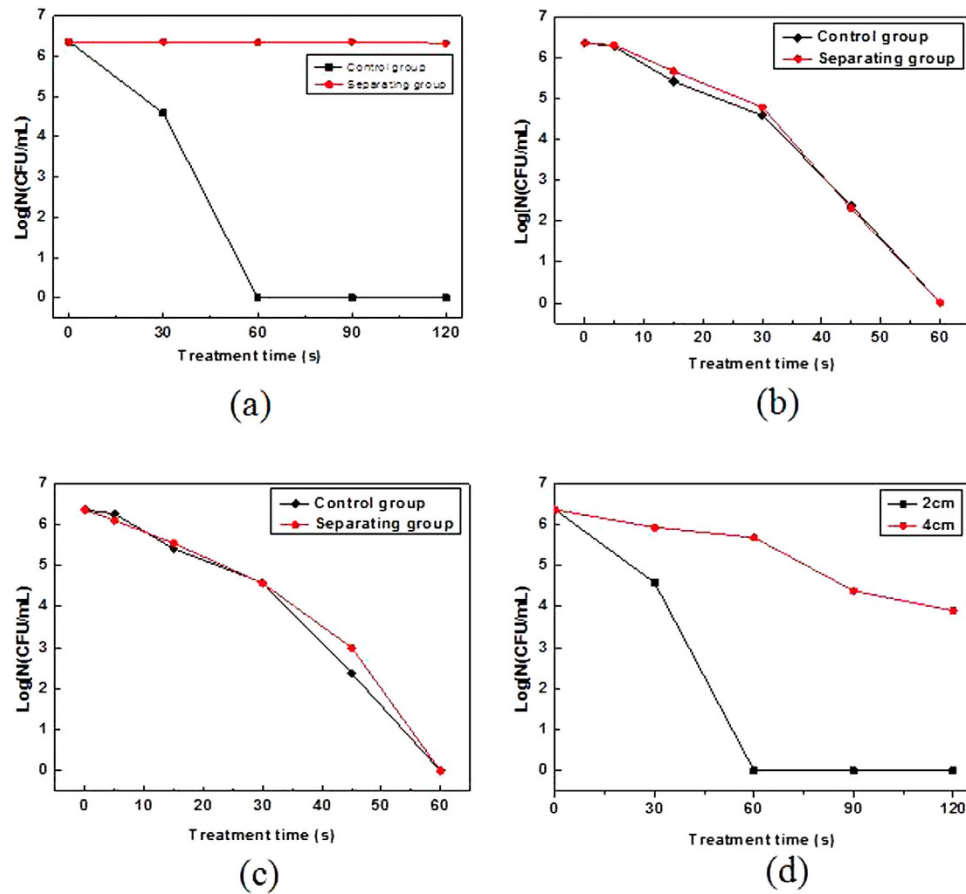 7
6
5
4
3
2
1
0
Log[N(CFU/mL)
Control group
Separating group
0 30 60 90 120
Treatment time (s)
(a)
7
6
5
4
3
2
1
0
Log[N(CFU/mL)
Control group
Separating group
0 10 20 30 40 50 60
Treatment time (s)
(b)
7
6
5
4
3
2
1
0
Log[N(CFU/mL)
Control group
Separating group
0 10 20 30 40 50 60
Treatment time (s)
(c)
7
6
5
4
3
2
1
0
Log[N(CFU/mL)
2cm
4cm
0 30 60 90 120
Treatment time (s)
(d)